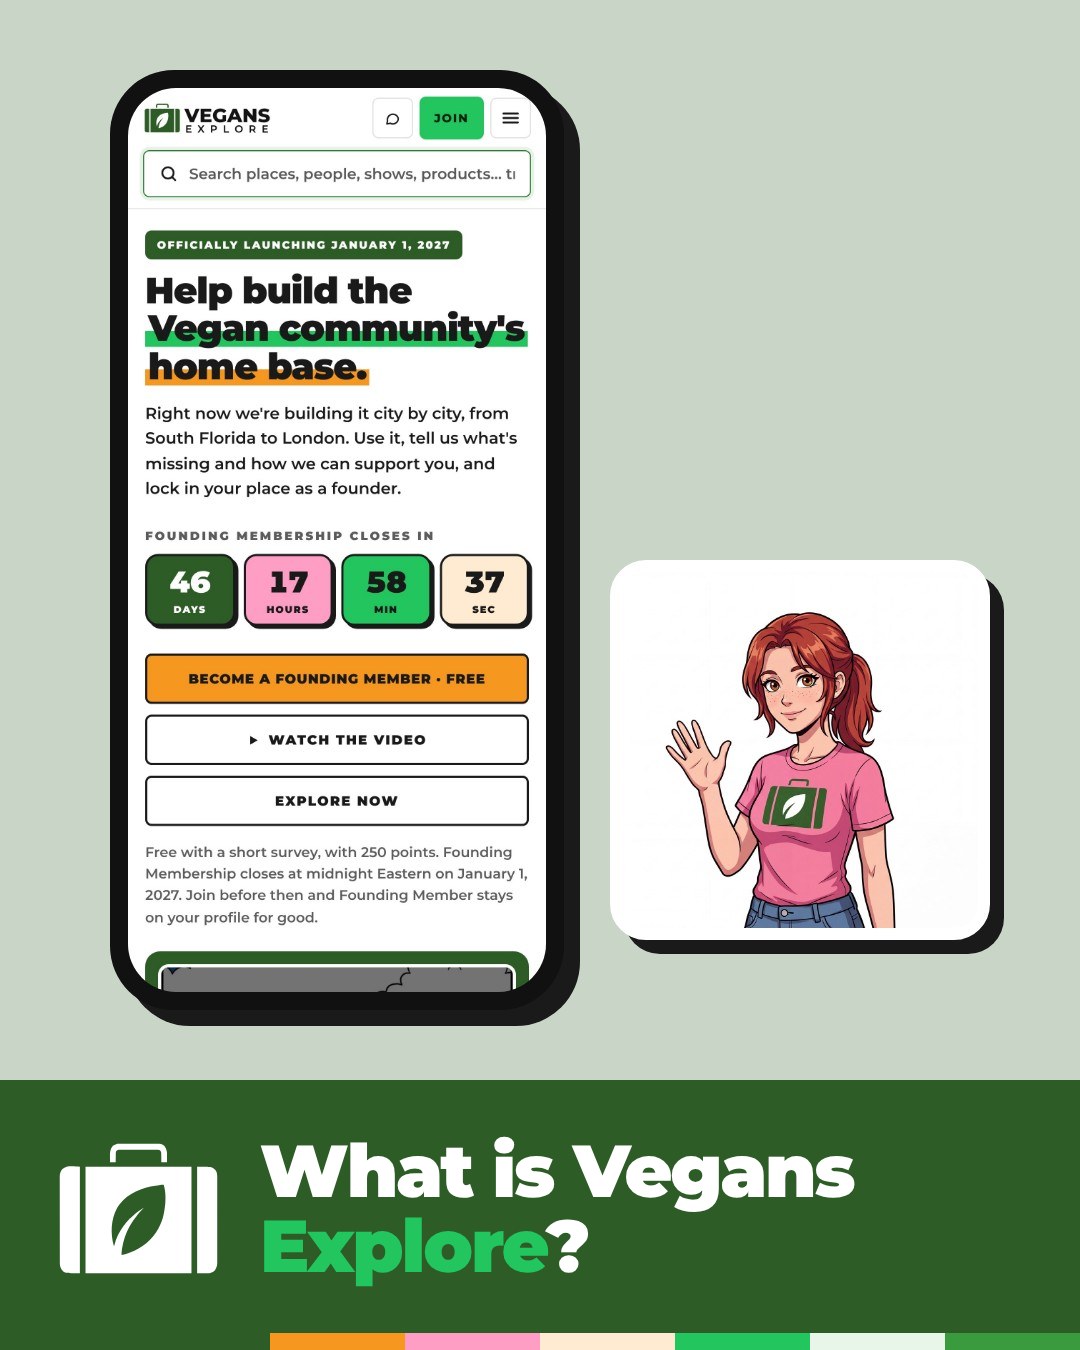 VEGANS
EXPLORE
JOIN
Search places, people, shows, products...
OFFICIALLY LAUNCHING JANUARY 1, 2027
Help build the
Vegan community's
home base.
Right now we're building it city by city, from
South Florida to London. Use it, tell us what's
missing and how we can support you, and
lock in your place as a founder.
FOUNDING MEMBERSHIP CLOSES IN
46 17 58 37
DAYS HOURS MIN SEC
BECOME A FOUNDING MEMBER · FREE
WATCH THE VIDEO
EXPLORE NOW
Free with a short survey, with 250 points. Founding
Membership closes at midnight Eastern on January 1,
2027. Join before then and Founding Member stays
on your profile for good.
What is Vegans
Explore?